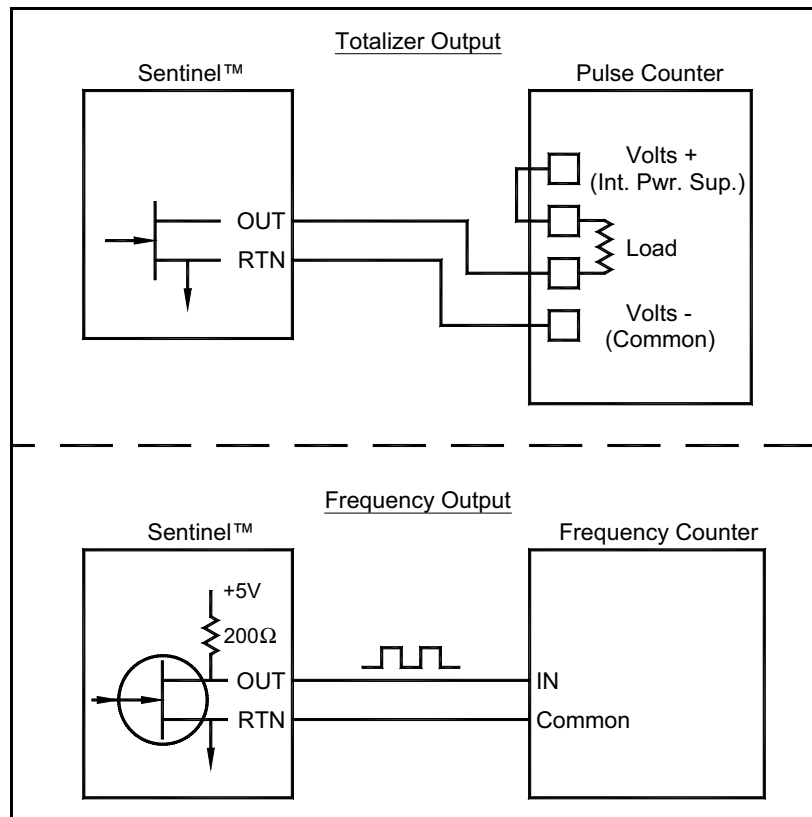 Totalizer Output
Sentinel™
Pulse Counter
Volts +
(Int. Pwr. Sup.)
OUT
Load
RTN
Volts -
(Common)
Frequency Output
Sentinel™
Frequency Counter
+5V
200Ω
OUT
IN
RTN
Common